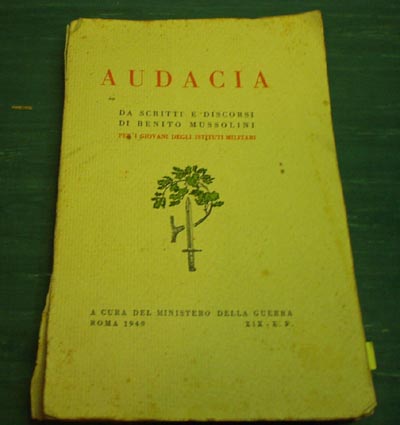 AUDACIA
DA SCRITTI E DISCORSI
DI BENITO MUSSOLINI
PER I GIOVANI DEGLI ISTITUTI MILITARI
A CURA DEL MINISTERO DELLA GUERRA
ROMA 1940 XIX - E. F.